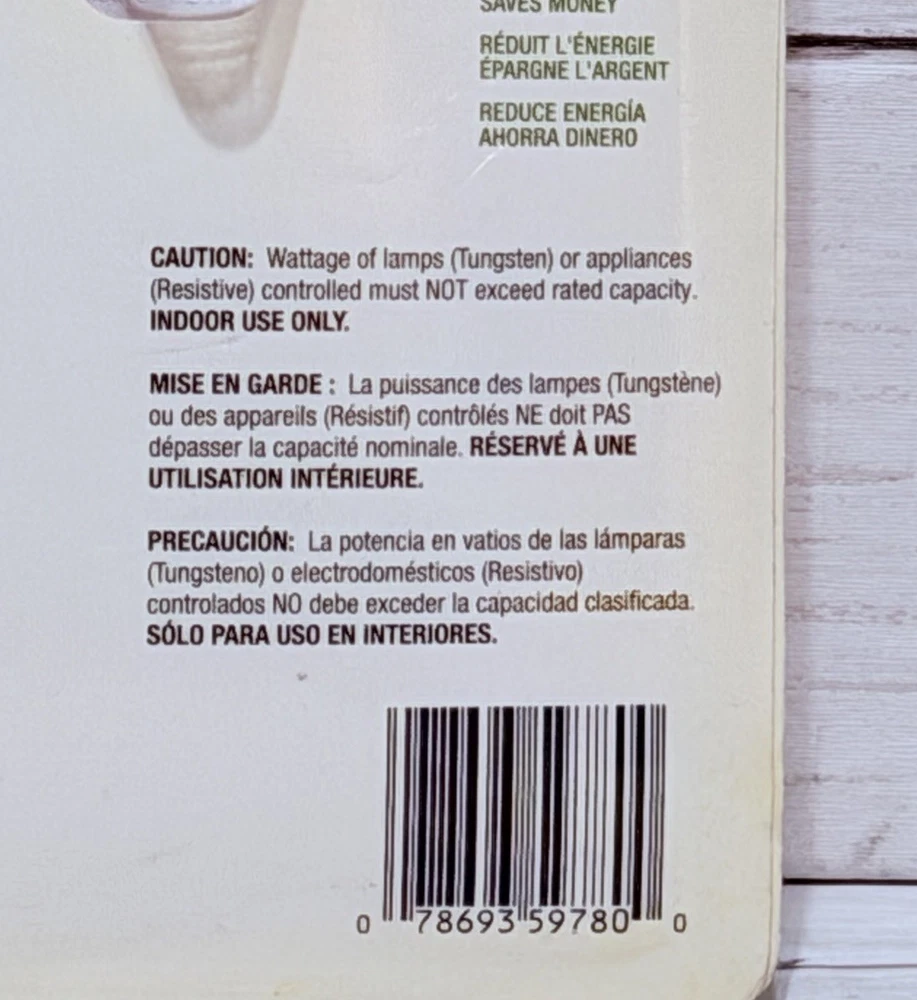 SAVES MONEY
RÉDUIT L'ÉNERGIE
ÉPARGNE L'ARGENT
REDUCE ENERGÍA
AHORRA DINERO
CAUTION: Wattage of lamps (Tungsten) or appliances
(Resistive) controlled must NOT exceed rated capacity.
INDOOR USE ONLY.
MISE EN GARDE : La puissance des lampes (Tungstène)
ou des appareils (Résistif) contrôlés NE doit PAS
dépasser la capacité nominale. RÉSERVÉ À UNE
UTILISATION INTÉRIEURE.
PRECAUCIÓN: La potencia en vatios de las lámparas
(Tungsteno) o electrodomésticos (Resistivo)
controlados NO debe exceder la capacidad clasificada.
SÓLO PARA USO EN INTERIORES.
0 78693 59780 0